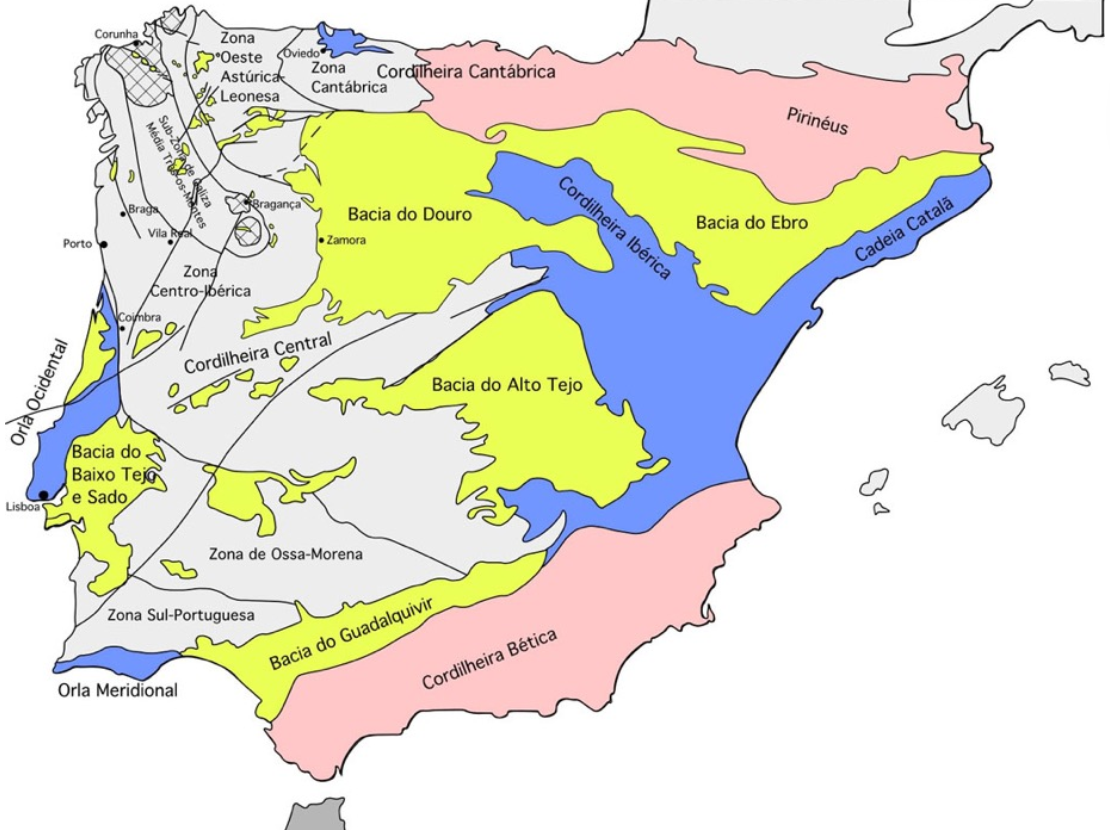 Corunha
Zona
Oeste
Astúrica-
Leonesa
Oviedo
Zona
Cantábrica
Cordilheira Cantábrica
Pirinéus
Sub-Zona de Galiza
Média Trás-os-Montes
Bragança
Braga
Vila Real
Porto
Zamora
Bacia do Douro
Cordilheira Ibérica
Bacia do Ebro
Cadeia Catalã
Zona
Centro-Ibérica
Coimbra
Orla Ocidental
Cordilheira Central
Bacia do Alto Tejo
Bacia do
Baixo Tejo
e Sado
Lisboa
Zona de Ossa-Morena
Zona Sul-Portuguesa
Bacia do Guadalquivir
Cordilheira Bética
Orla Meridional